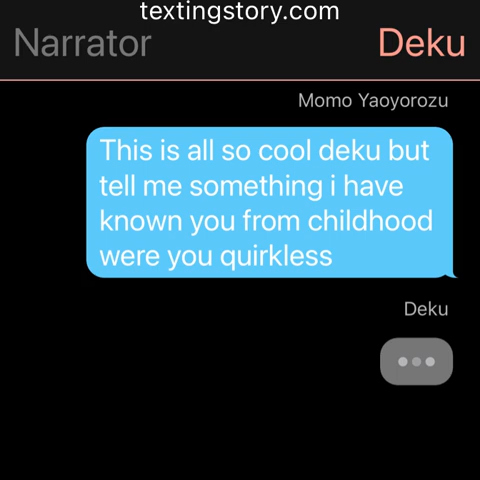 textingstory.com
Narrator Deku
Momo Yaoyorozu
This is all so cool deku but
tell me something i have
known you from childhood
were you quirkless
Deku